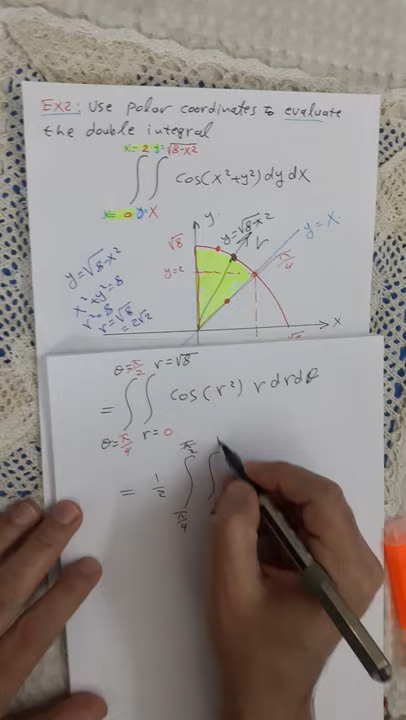 Ex2: Use polar coordinates to evaluate
the double integral
x=2 y=√(8-x²)
∫∫ cos(x²+y²) dy dx
x=0 y=x
y
√8
y=√(8-x²)
r
y=x
π/4
y=2
x
√8
y=√(8-x²)
x²+y²=8
r²=8
r=√8
=2√2
θ=π/2 r=√8
= ∫∫ cos(r²) r dr dθ
θ=π/4 r=0
π/2
= 1/2 ∫∫
π/4